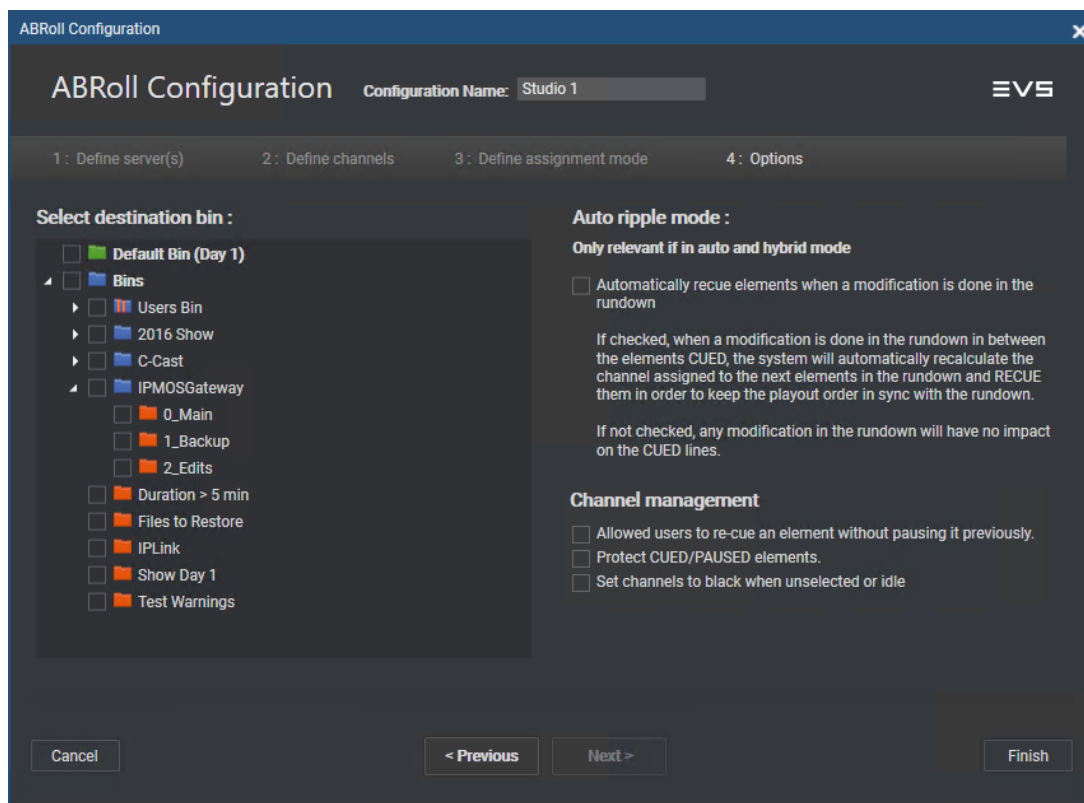 ABRoll Configuration
ABRoll Configuration Configuration Name: Studio 1 EVS
1 : Define server(s) 2 : Define channels 3 : Define assignment mode 4 : Options
Select destination bin :
Default Bin (Day 1)
Bins
Users Bin
2016 Show
C-Cast
IPMOSGateway
0_Main
1_Backup
2_Edits
Duration > 5 min
Files to Restore
IPLink
Show Day 1
Test Warnings
Auto ripple mode :
Only relevant if in auto and hybrid mode
Automatically recue elements when a modification is done in the
rundown
If checked, when a modification is done in the rundown in between
the elements CUED, the system will automatically recalculate the
channel assigned to the next elements in the rundown and RECUE
them in order to keep the playout order in sync with the rundown.
If not checked, any modification in the rundown will have no impact
on the CUED lines.
Channel management
Allowed users to re-cue an element without pausing it previously.
Protect CUED/PAUSED elements.
Set channels to black when unselected or idle
Cancel < Previous Next > Finish